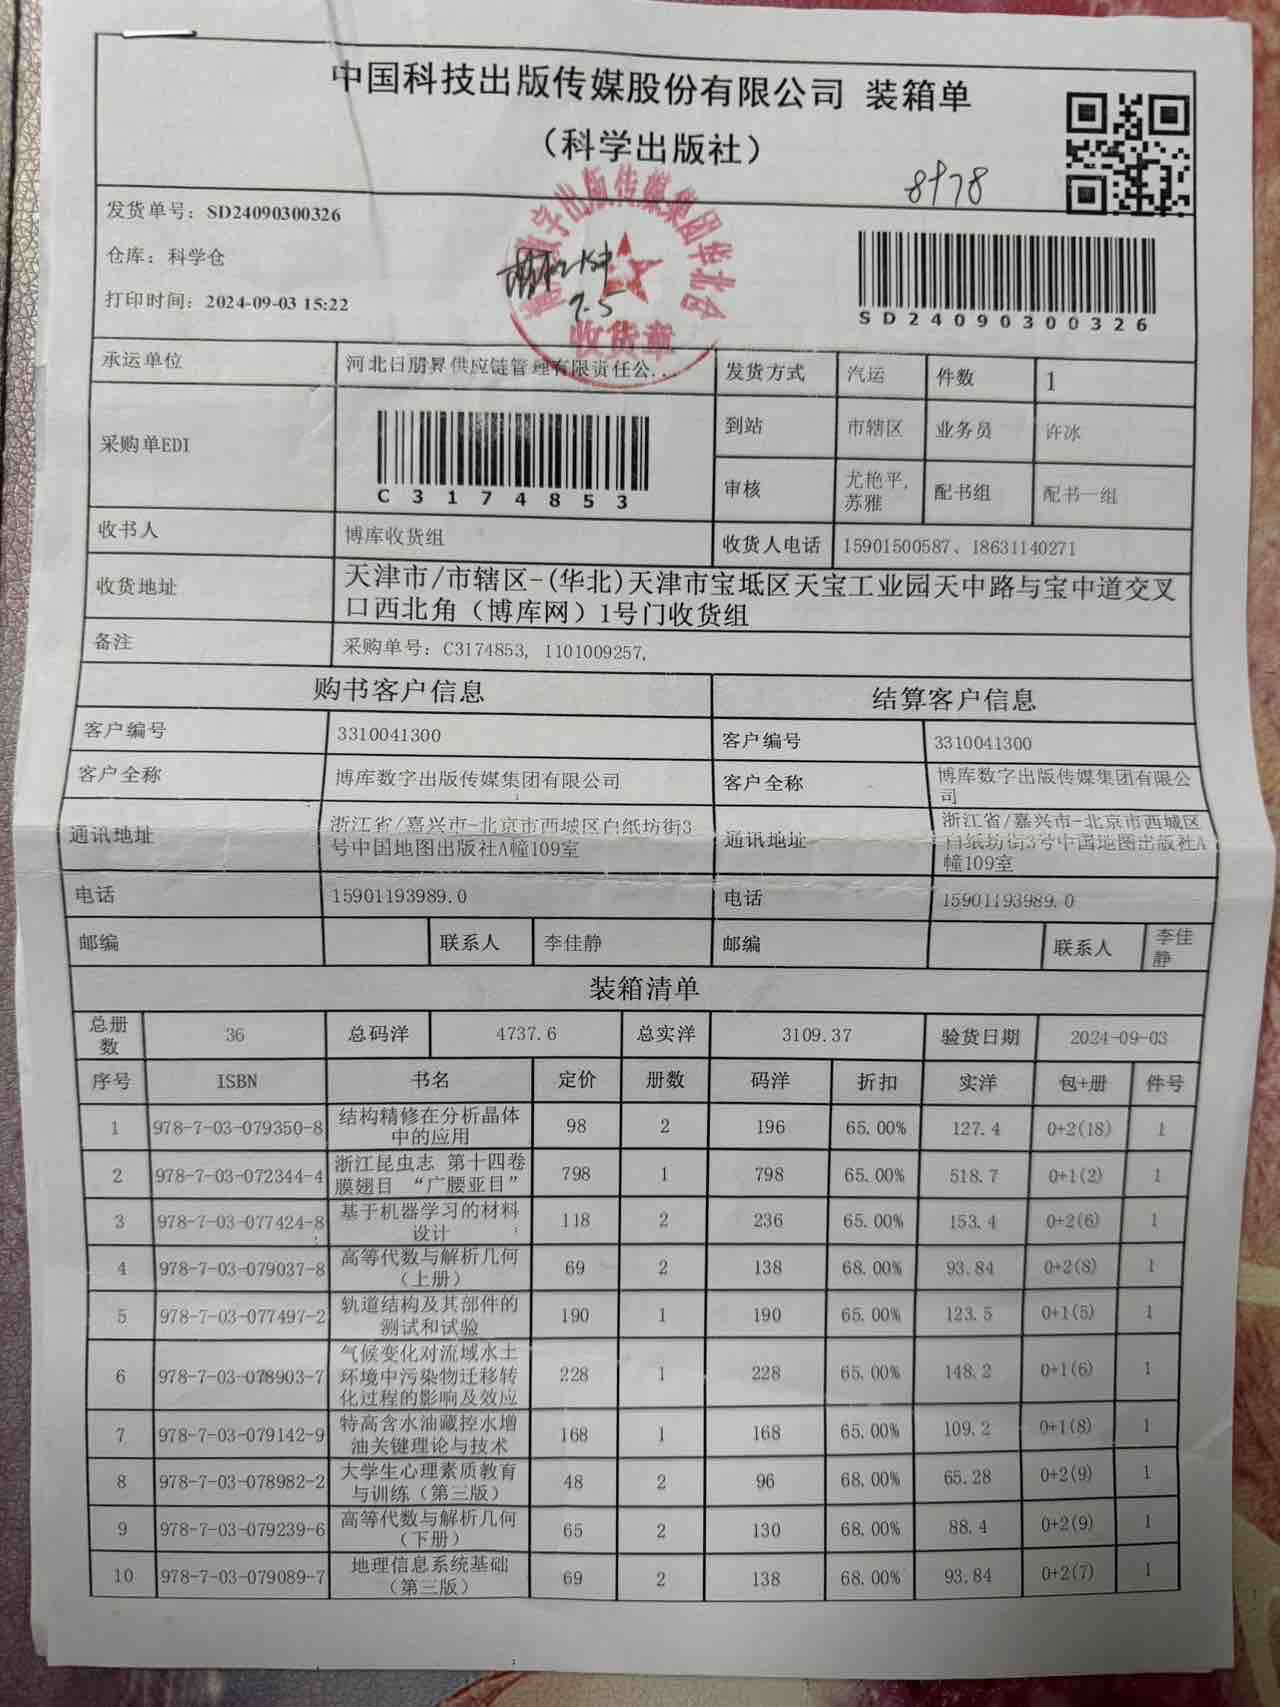 中国科技出版传媒股份有限公司 装箱单
（科学出版社）
8978
发货单号：SD24090300326
仓库：科学仓
打印时间：2024-09-03 15:22
博库数字出版传媒集团华北仓
收货章
SD24090300326
承运单位 河北日朋昇供应链管理有限责任公... 发货方式 汽运 件数 1
采购单EDI C3174853 到站 市辖区 业务员 许冰
审核 尤艳平, 苏雅 配书组 配书一组
收书人 博库收货组 收货人电话 15901500587、18631140271
收货地址 天津市/市辖区-(华北)天津市宝坻区天宝工业园天中路与宝中道交叉
口西北角（博库网）1号门收货组
备注 采购单号：C3174853, 1101009257,
购书客户信息 结算客户信息
客户编号 3310041300 客户编号 3310041300
客户全称 博库数字出版传媒集团有限公司 客户全称 博库数字出版传媒集团有限公司
通讯地址 浙江省/嘉兴市-北京市西城区白纸坊街3号中国地图出版社A幢109室 通讯地址 浙江省/嘉兴市-北京市西城区白纸坊街3号中国地图出版社A幢109室
电话 15901193989.0 电话 15901193989.0
邮编 联系人 李佳静 邮编 联系人 李佳静
装箱清单
总册数 36 总码洋 4737.6 总实洋 3109.37 验货日期 2024-09-03
序号 ISBN 书名 定价 册数 码洋 折扣 实洋 包+册 件号
1 978-7-03-079350-8 结构精修在分析晶体中的应用 98 2 196 65.00% 127.4 0+2(18) 1
2 978-7-03-072344-4 浙江昆虫志 第十四卷 膜翅目 “广腰亚目” 798 1 798 65.00% 518.7 0+1(2) 1
3 978-7-03-077424-8 基于机器学习的材料设计 118 2 236 65.00% 153.4 0+2(6) 1
4 978-7-03-079037-8 高等代数与解析几何（上册） 69 2 138 68.00% 93.84 0+2(8) 1
5 978-7-03-077497-2 轨道结构及其部件的测试和试验 190 1 190 65.00% 123.5 0+1(5) 1
6 978-7-03-078903-7 气候变化对流域水土环境中污染物迁移转化过程的影响及效应 228 1 228 65.00% 148.2 0+1(6) 1
7 978-7-03-079142-9 特高含水油藏控水增油关键理论与技术 168 1 168 65.00% 109.2 0+1(8) 1
8 978-7-03-078982-2 大学生心理素质教育与训练（第三版） 48 2 96 68.00% 65.28 0+2(9) 1
9 978-7-03-079239-6 高等代数与解析几何（下册） 65 2 130 68.00% 88.4 0+2(9) 1
10 978-7-03-079089-7 地理信息系统基础（第三版） 69 2 138 68.00% 93.84 0+2(7) 1